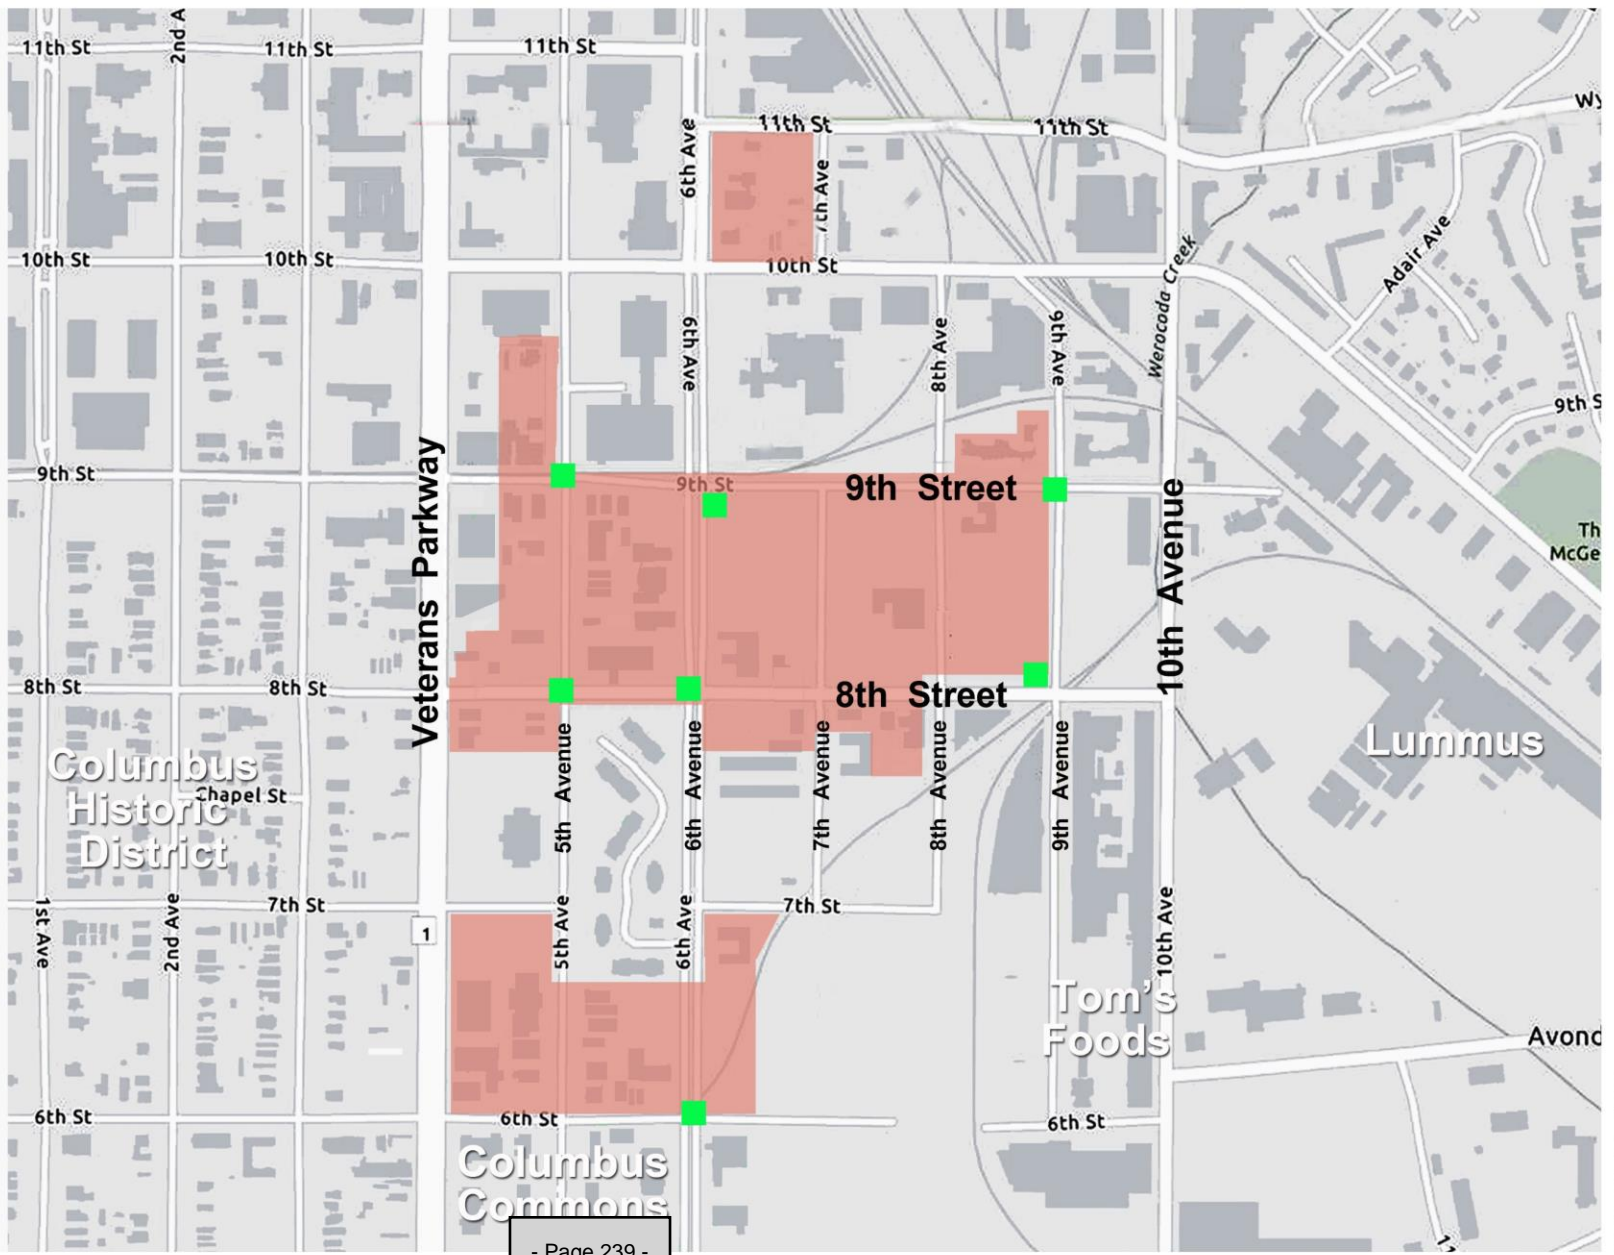 11th St
2nd A
11th St
11th St
11th St
11th St
Wy
6th Ave
7th Ave
10th St
10th St
10th St
Werocoda Creek
Adair Ave
6th Ave
8th Ave
9th Ave
9th S
9th St
Veterans Parkway
9th St
9th Street
10th Avenue
Th
McGe
8th St
8th St
8th Street
Columbus
Historic
District
Chapel St
5th Avenue
6th Avenue
7th Avenue
8th Avenue
9th Avenue
Lummus
1st Ave
2nd Ave
7th St
1
5th Ave
6th Ave
7th St
10th Ave
Tom's
Foods
Avond
6th St
6th St
6th St
Columbus
Commons
- Page 239 -
11